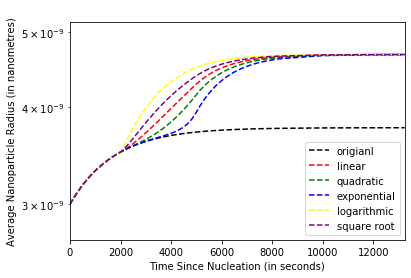 Average Nanoparticle Radius (in nanometres)
5 × 10⁻⁹
4 × 10⁻⁹
3 × 10⁻⁹
origianl
linear
quadratic
exponential
logarithmic
square root
0 2000 4000 6000 8000 10000 12000
Time Since Nucleation (in seconds)